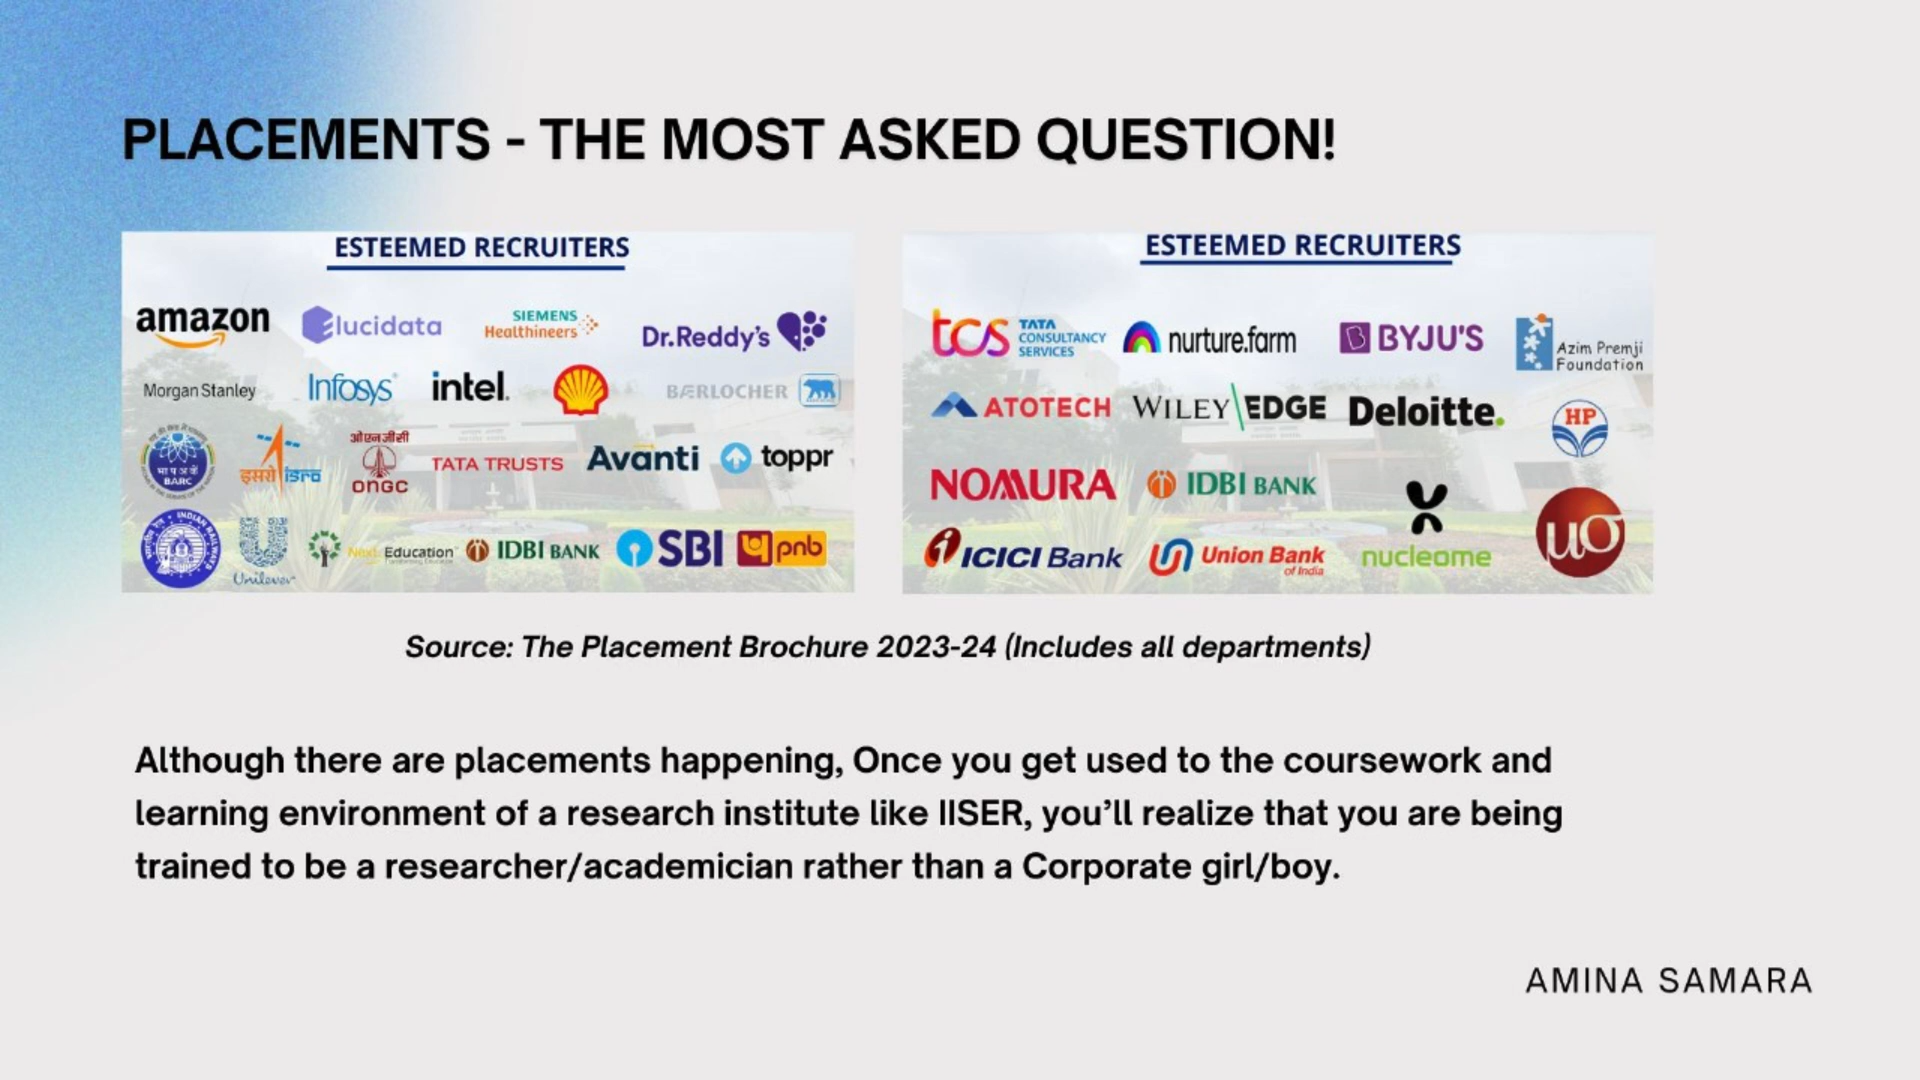 PLACEMENTS - THE MOST ASKED QUESTION!
ESTEEMED RECRUITERS
amazon
Elucidata
SIEMENS
Healthineers
Dr.Reddy's
Morgan Stanley
Infosys
intel.
BÆRLOCHER
BARC
इसरो isro
ओएनजीसी
ONGC
TATA TRUSTS
Avanti
toppr
INDIAN RAILWAYS
Unilever
Next Education
IDBI BANK
SBI
pnb
ESTEEMED RECRUITERS
tcs
TATA
CONSULTANCY
SERVICES
nurture.farm
BYJU'S
Azim Premji
Foundation
ATOTECH
WILEY EDGE
Deloitte.
HP
NOMURA
IDBI BANK
ICICI Bank
Union Bank
of India
nucleome
μσ
Source: The Placement Brochure 2023-24 (Includes all departments)
Although there are placements happening, Once you get used to the coursework and
learning environment of a research institute like IISER, you'll realize that you are being
trained to be a researcher/academician rather than a Corporate girl/boy.
AMINA SAMARA